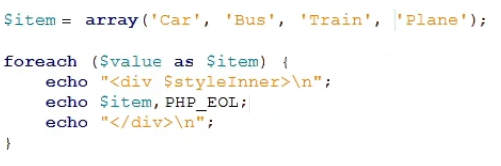 $item = array('Car', 'Bus', 'Train', 'Plane');
foreach ($value as $item) {
    echo "<div $styleInner>\n";
    echo $item,PHP_EOL;
    echo "</div>\n";
}